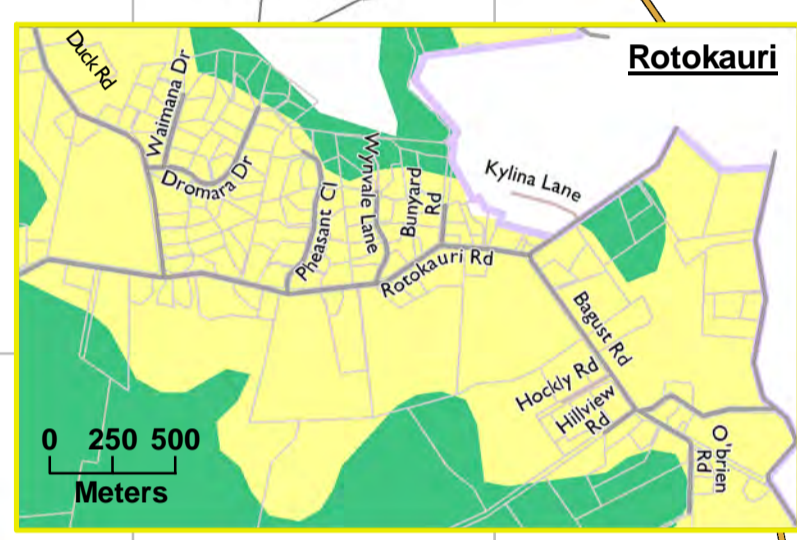 Rotokauri
Duck Rd
Waimana Dr
Dromara Dr
Pheasant Cl
Wynvale Lane
Bunyard
Rd
Kylina Lane
Rotokauri Rd
Bagust Rd
Hockly Rd
Hillview
Rd
O'brien
Rd
0 250 500
Meters